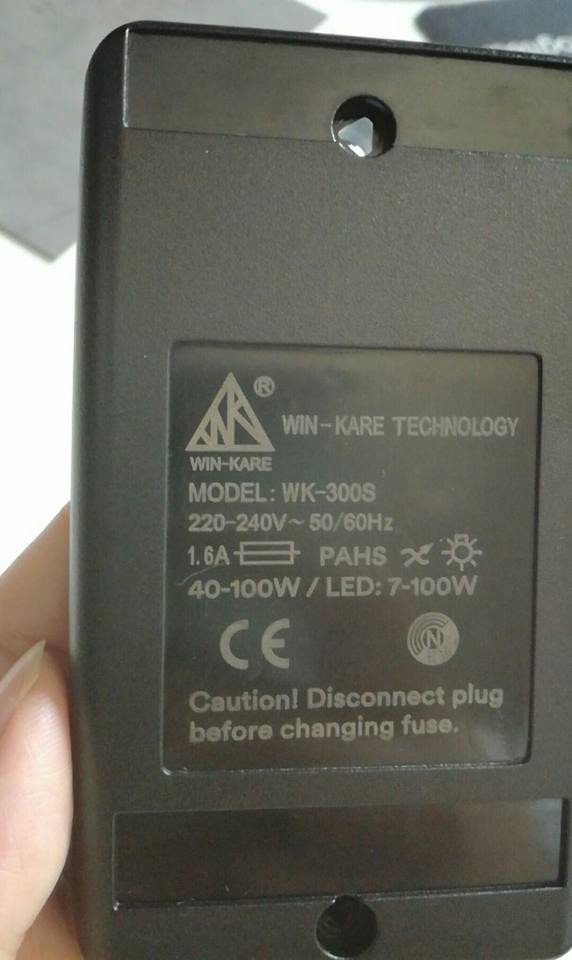 ®
WIN-KARE TECHNOLOGY
WIN-KARE
MODEL: WK-300S
220-240V~ 50/60Hz
1.6A PAHS
40-100W / LED: 7-100W
CE N
Caution! Disconnect plug
before changing fuse.